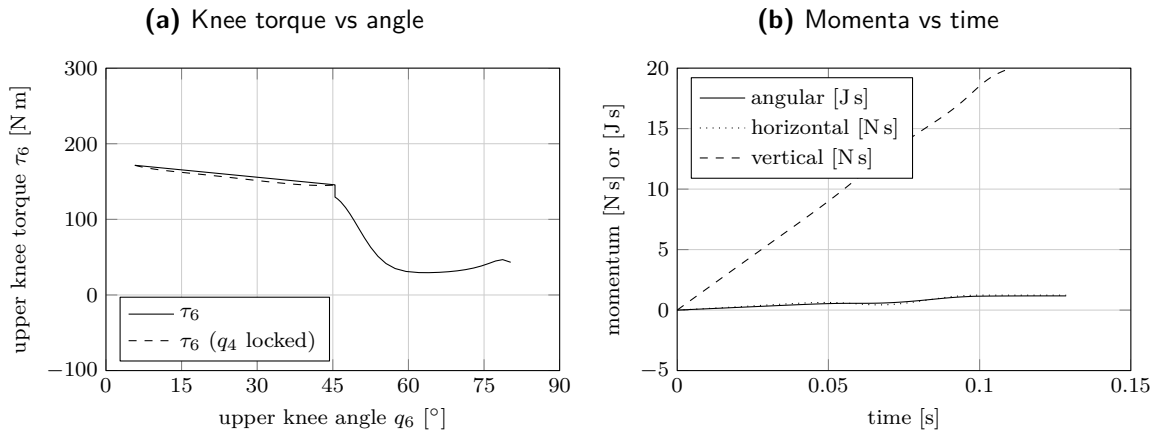 (a) Knee torque vs angle
300
200
100
0
−100
0 15 30 45 60 75 90
upper knee torque τ6 [N m]
upper knee angle q6 [°]
τ6
τ6 (q4 locked)
(b) Momenta vs time
20
15
10
5
0
−5
0 0.05 0.1 0.15
momentum [N s] or [J s]
time [s]
angular [J s]
horizontal [N s]
vertical [N s]